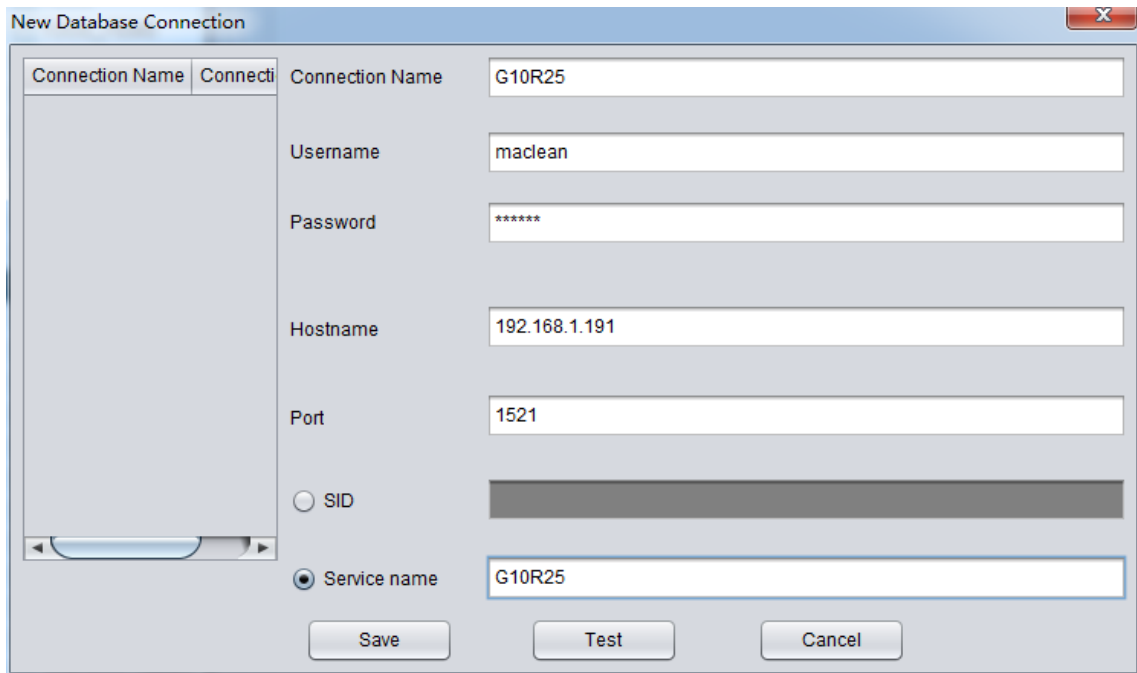 New Database Connection
Connection Name Connecti
Connection Name G10R25
Username maclean
Password ******
Hostname 192.168.1.191
Port 1521
SID
Service name G10R25
Save Test Cancel